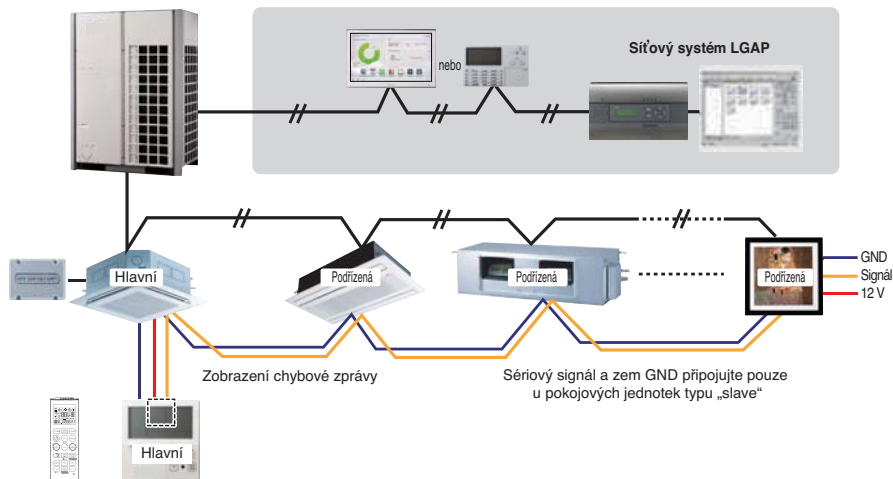 nebo
Síťový systém LGAP
Hlavní
Podřízená
Podřízená
Podřízená
GND
Signál
12 V
Zobrazení chybové zprávy
Sériový signál a zem GND připojujte pouze
u pokojových jednotek typu „slave“
Hlavní